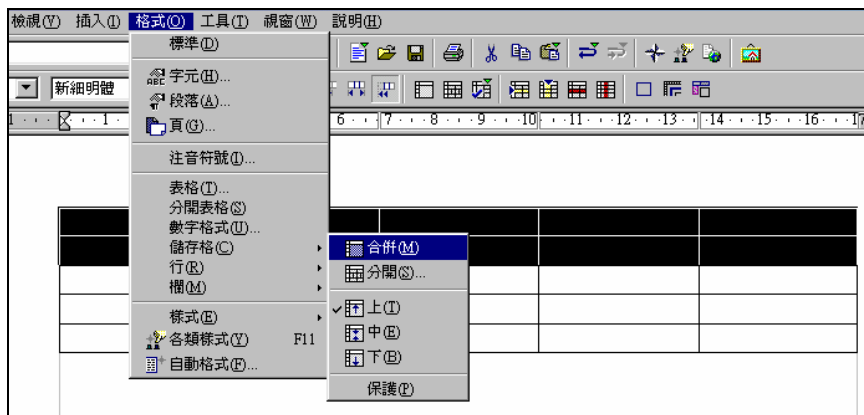 檢視(V) 插入(I) 格式(O) 工具(T) 視窗(W) 說明(H)
標準(D)
新細明體
字元(H)...
段落(A)...
頁(G)...
1 1 6 7 8 9 10 11 12 13 14 15 16 17
注音符號(I)...
表格(T)...
分開表格(S)
數字格式(U)...
儲存格(C)
合併(M)
行(R)
分開(S)...
欄(M)
上(T)
樣式(E)
中(E)
各類樣式(Y) F11
下(B)
自動格式(F)...
保護(P)